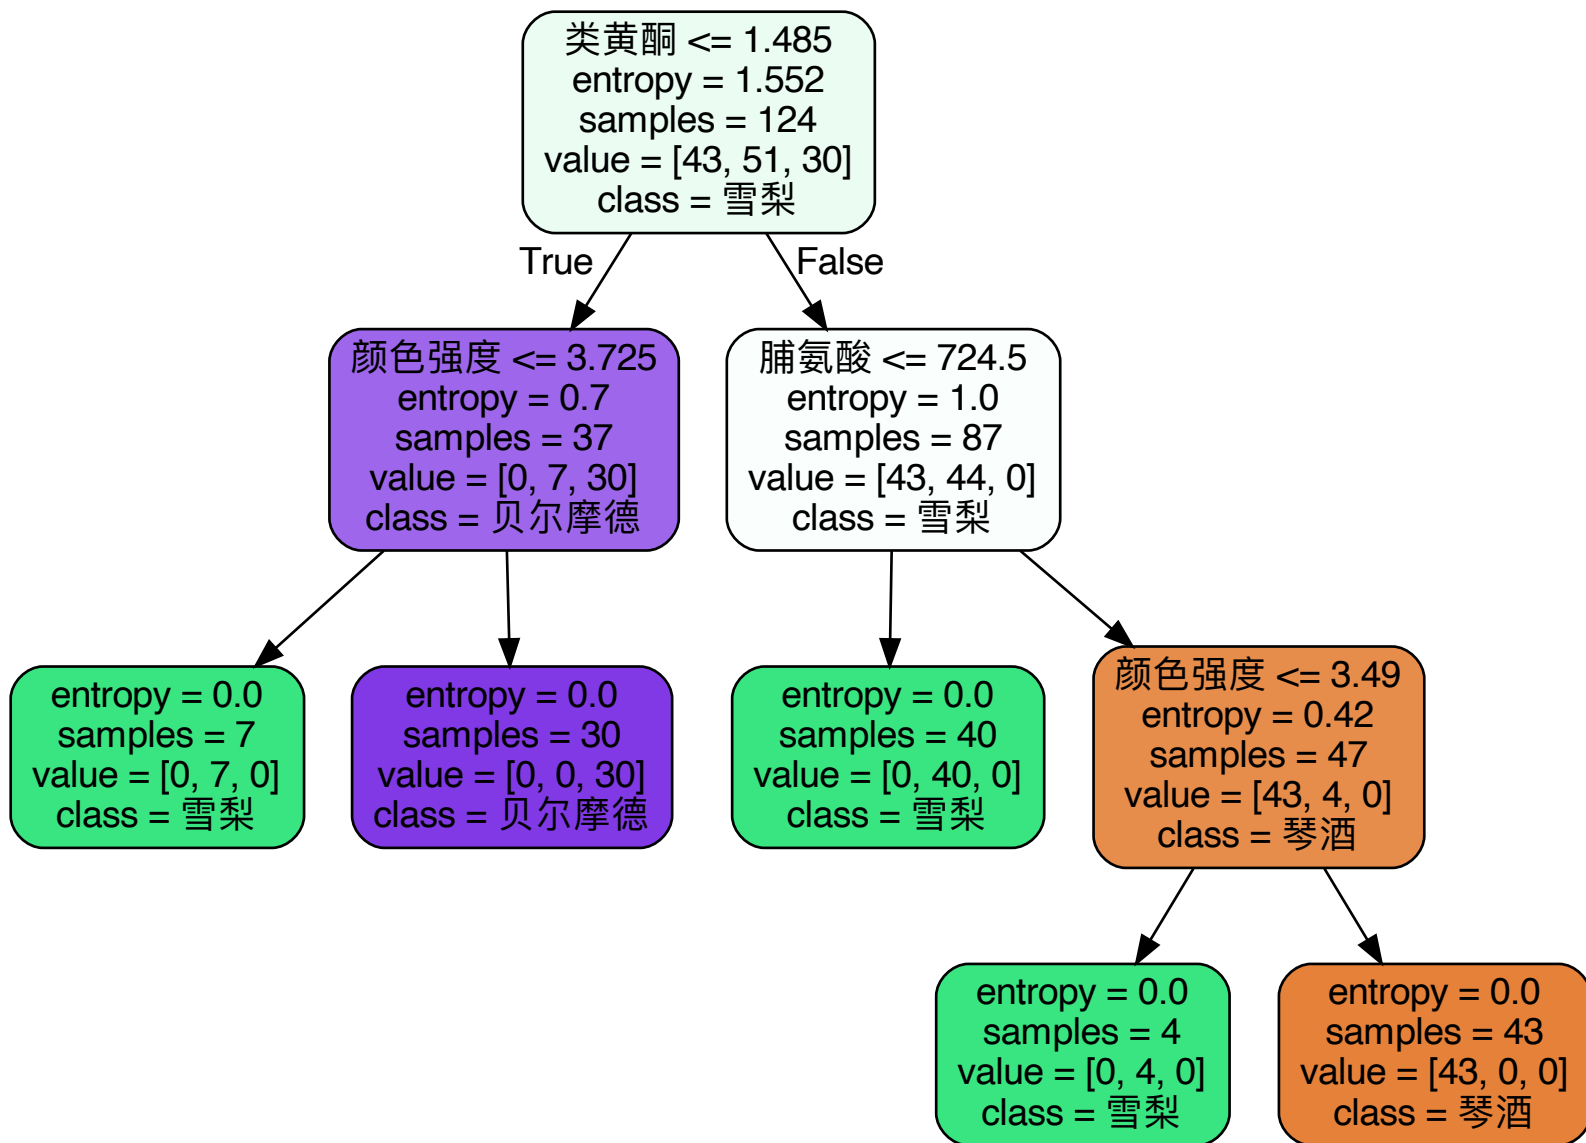 类黄酮 <= 1.485
entropy = 1.552
samples = 124
value = [43, 51, 30]
class = 雪梨
True
False
颜色强度 <= 3.725
entropy = 0.7
samples = 37
value = [0, 7, 30]
class = 贝尔摩德
脯氨酸 <= 724.5
entropy = 1.0
samples = 87
value = [43, 44, 0]
class = 雪梨
entropy = 0.0
samples = 7
value = [0, 7, 0]
class = 雪梨
entropy = 0.0
samples = 30
value = [0, 0, 30]
class = 贝尔摩德
entropy = 0.0
samples = 40
value = [0, 40, 0]
class = 雪梨
颜色强度 <= 3.49
entropy = 0.42
samples = 47
value = [43, 4, 0]
class = 琴酒
entropy = 0.0
samples = 4
value = [0, 4, 0]
class = 雪梨
entropy = 0.0
samples = 43
value = [43, 0, 0]
class = 琴酒